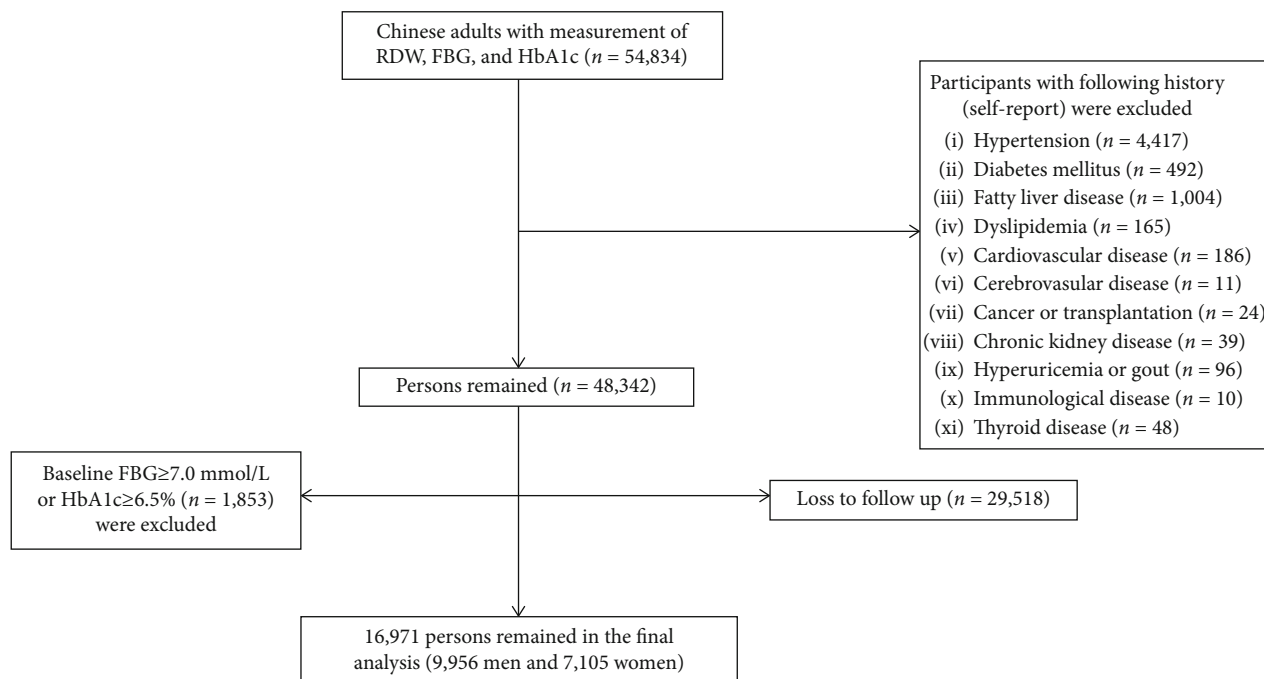 Chinese adults with measurement of
RDW, FBG, and HbA1c (n = 54,834)
Participants with following history
(self-report) were excluded
(i) Hypertension (n = 4,417)
(ii) Diabetes mellitus (n = 492)
(iii) Fatty liver disease (n = 1,004)
(iv) Dyslipidemia (n = 165)
(v) Cardiovascular disease (n = 186)
(vi) Cerebrovasular disease (n = 11)
(vii) Cancer or transplantation (n = 24)
(viii) Chronic kidney disease (n = 39)
(ix) Hyperuricemia or gout (n = 96)
(x) Immunological disease (n = 10)
(xi) Thyroid disease (n = 48)
Persons remained (n = 48,342)
Baseline FBG≥7.0 mmol/L
or HbA1c≥6.5% (n = 1,853)
were excluded
Loss to follow up (n = 29,518)
16,971 persons remained in the final
analysis (9,956 men and 7,105 women)